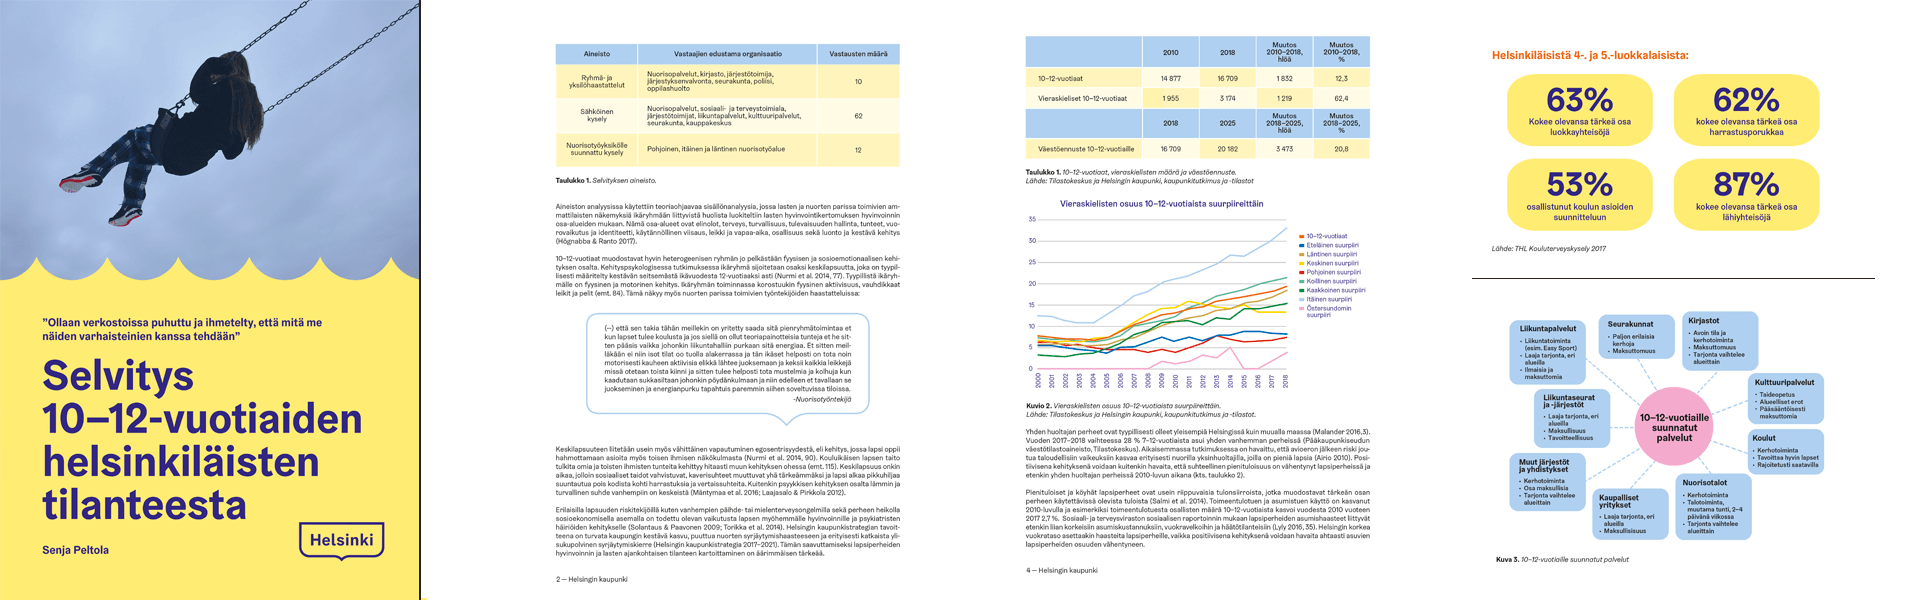 ”Ollaan verkostoissa puhuttu ja ihmetelty, että mitä me
näiden varhaisteinien kanssa tehdään”
Selvitys
10–12-vuotiaiden
helsinkiläisten
tilanteesta
Senja Peltola
Helsinki
Aineisto
Vastaajien edustama organisaatio
Vastausten määrä
Ryhmä- ja
yksilöhaastattelut
Nuorisopalvelut, kirjasto, järjestötoimija,
järjestyksenvalvonta, seurakunta, poliisi,
oppilashuolto
10
Sähköinen
kysely
Nuorisopalvelut, sosiaali- ja terveystoimiala,
järjestötoimijat, liikuntapalvelut, kulttuuripalvelut,
seurakunta, kauppakeskus
62
Nuorisotyöyksikölle
suunnattu kysely
Pohjoinen, itäinen ja läntinen nuorisotyöalue
12
Taulukko 1. Selvityksen aineisto.
Aineiston analyysissa käytettiin teoriaohjaavaa sisällönanalyysia, jossa lasten ja nuorten parissa toimivien am-
mattilaisten näkemyksiä ikäryhmään liittyvistä huolista luokiteltiin lasten hyvinvointikertomuksen hyvinvoinnin
osa-alueiden mukaan. Nämä osa-alueet ovat elinolot, terveys, turvallisuus, tulevaisuuden hallinta, tunteet, vuo-
rovaikutus ja identiteetti, käytännöllinen viisaus, leikki ja vapaa-aika, osallisuus sekä luonto ja kestävä kehitys
(Högnabba & Ranto 2017).
10–12-vuotiaat muodostavat hyvin heterogeenisen ryhmän jo pelkästään fyysisen ja sosioemotionaalisen kehi-
tyksen osalta. Kehityspsykologisessa tutkimuksessa ikäryhmä sijoitetaan osaksi keskilapsuutta, joka on tyypil-
lisesti määritelty kestävän seitsemästä ikävuodesta 12-vuotiaaksi asti (Nurmi et al. 2014, 77). Tyypillistä ikäryh-
mälle on fyysinen ja motorinen kehitys. Ikäryhmän toiminnassa korostuukin fyysinen aktiivisuus, vauhdikkaat
leikit ja pelit (emt. 84). Tämä näkyy myös nuorten parissa toimivien työntekijöiden haastatteluissa:
(–) että sen takia tähän meillekin on yritetty saada sitä pienryhmätoimintaa et
kun lapset tulee koulusta ja jos siellä on ollut teoriapainotteisia tunteja et he sit-
ten pääsis vaikka johonkin liikuntahalliin purkaan sitä energiaa. Et sitten meil-
läkään ei niin isot tilat oo tuolla alakerrassa ja tän ikäset helposti on tota noin
motorisesti kauheen aktiivisia elikkä lähtee juoksemaan ja keksii kaikkia leikkejä
missä otetaan toista kiinni ja sitten tulee helposti tota mustelmia ja kolhuja kun
kaadutaan sukkasiltaan johonkin pöydänkulmaan ja niin edelleen et tavallaan se
juokseminen ja energianpurku tapahtuis paremmin siihen soveltuvissa tiloissa.
-Nuorisotyöntekijä
Keskilapsuuteen liitetään usein myös vähittäinen vapautuminen egosentrisyydestä, eli kehitys, jossa lapsi oppii
hahmottamaan asioita myös toisen ihmisen näkökulmasta (Nurmi et al. 2014, 90). Kouluikäisen lapsen taito
tulkita omia ja toisten ihmisten tunteita kehittyy hitaasti muun kehityksen ohessa (emt. 115). Keskilapsuus onkin
aikaa, jolloin sosiaaliset taidot vahvistuvat, kaverisuhteet muuttuvat yhä tärkeämmäksi ja lapsi alkaa pikkuhiljaa
suuntautua pois kodista kohti harrastuksia ja vertaissuhteita. Kuitenkin psyykkisen kehityksen osalta lämmin ja
turvallinen suhde vanhempiin on keskeistä (Mäntymaa et al. 2016; Laajasalo & Pirkkola 2012).
Erilaisilla lapsuuden riskitekijöillä kuten vanhempien päihde- tai mielenterveysongelmilla sekä perheen heikolla
sosioekonomisella asemalla on todettu olevan vaikutusta lapsen myöhemmälle hyvinvoinnille ja psykiatristen
häiriöiden kehitykselle (Solantaus & Paavonen 2009; Torikka et al. 2014). Helsingin kaupunkistrategian tavoit-
teena on turvata kaupungin kestävä kasvu, puuttua nuorten syrjäytymishaasteeseen ja erityisesti katkaista yli-
sukupolvinen syrjäytymiskierre (Helsingin kaupunkistrategia 2017–2021). Tämän saavuttamiseksi lapsiperheiden
hyvinvoinnin ja lasten ajankohtaisen tilanteen kartoittaminen on äärimmäisen tärkeää.
2 — Helsingin kaupunki
2010
2018
Muutos
2010–2018,
hlöä
Muutos
2010–2018,
%
10–12-vuotiaat
14 877
16 709
1 832
12,3
Vieraskieliset 10–12-vuotiaat
1 955
3 174
1 219
62,4
2018
2025
Muutos
2018–2025,
hlöä
Muutos
2018–2025,
%
Väestöennuste 10–12-vuotiaille
16 709
20 182
3 473
20,8
Taulukko 1. 10–12-vuotiaat, vieraskielisten määrä ja väestöennuste.
Lähde: Tilastokeskus ja Helsingin kaupunki, kaupunkitutkimus ja -tilastot
Vieraskielisten osuus 10–12-vuotiaista suurpiireittäin
35
30
25
20
15
10
5
0
2000 2001 2002 2003 2004 2005 2006 2007 2008 2009 2010 2011 2012 2013 2014 2015 2016 2017 2018
10–12-vuotiaat
Eteläinen suurpiiri
Läntinen suurpiiri
Keskinen suurpiiri
Pohjoinen suurpiiri
Koillinen suurpiiri
Kaakkoinen suurpiiri
Itäinen suurpiiri
Östersundomin
suurpiiri
Kuvio 2. Vieraskielisten osuus 10–12-vuotiaista suurpiireittäin.
Lähde: Tilastokeskus ja Helsingin kaupunki, kaupunkitutkimus ja -tilastot.
Yhden huoltajan perheet ovat tyypillisesti olleet yleisempiä Helsingissä kuin muualla maassa (Malander 2016,3).
Vuoden 2017–2018 vaihteessa 28 % 7–12-vuotiaista asui yhden vanhemman perheissä (Pääkaupunkiseudun
väestötilastoaineisto, Tilastokeskus). Aikaisemmassa tutkimuksessa on havaittu, että avioeron jälkeen riski jou-
tua taloudellisiin vaikeuksiin kasvaa erityisesti nuorilla yksinhuoltajilla, joilla on pieniä lapsia (Airio 2010). Posi-
tiivisena kehityksenä voidaan kuitenkin havaita, että suhteellinen pienituloisuus on vähentynyt lapsiperheissä ja
etenkin yhden huoltajan perheissä 2010-luvun aikana (kts. taulukko 2).
Pienituloiset ja köyhät lapsiperheet ovat usein riippuvaisia tulonsiirroista, jotka muodostavat tärkeän osan
perheen käytettävissä olevista tuloista (Salmi et al. 2014). Toimeentulotuen ja asumistuen käyttö on kasvanut
2010-luvulla ja esimerkiksi toimeentulotuesta osallisten määrä 10–12-vuotiaista kasvoi vuodesta 2010 vuoteen
2017 2,7 %. Sosiaali- ja terveysviraston sosiaalisen raportoinnin mukaan lapsiperheiden asumishaasteet liittyvät
etenkin liian korkeisiin asumiskustannuksiin, vuokravelkoihin ja häätötilanteisiin (Lyly 2016, 35). Helsingin korkea
vuokrataso asettaakin haasteita lapsiperheille, vaikka positiivisena kehityksenä voidaan havaita ahtaasti asuvien
lapsiperheiden osuuden vähentyneen.
4 — Helsingin kaupunki
Helsinkiläisistä 4-. ja 5.-luokkalaisista:
63%
Kokee olevansa tärkeä osa
luokkayhteisöjä
62%
kokee olevansa tärkeä osa
harrastusporukkaa
53%
osallistunut koulun asioiden
suunnitteluun
87%
kokee olevansa tärkeä osa
lähiyhteisöjä
Lähde: THL Kouluterveyskysely 2017
Liikuntapalvelut
• Liikuntatoiminta
(esim. Easy Sport)
• Laaja tarjonta, eri
alueilla
• Ilmaisia ja
maksuttomia
Seurakunnat
• Paljon erilaisia
kerhoja
• Maksuttomuus
Kirjastot
• Avoin tila ja
kerhotoiminta
• Maksuttomuus
• Tarjonta vaihtelee
alueittain
Kulttuuripalvelut
• Taideopetus
• Alueelliset erot
• Pääsääntöisesti
maksuttomia
Liikuntaseurat
ja -järjestöt
• Laaja tarjonta, eri
alueilla
• Maksullisuus
• Tavoitteellisuus
10–12-vuotiaille
suunnatut
palvelut
Koulut
• Kerhotoiminta
• Tavoittaa hyvin lapset
• Rajoitetusti saatavilla
Muut järjestöt
ja yhdistykset
• Kerhotoiminta
• Osa maksullisia
• Tarjonta vaihtelee
alueittain
Kaupalliset
yritykset
• Laaja tarjonta, eri
alueilla
• Maksullisuus
Nuorisotalot
• Kerhotoiminta
• Talotoiminta,
muutama tunti, 2–4
päivänä viikossa
• Tarjonta vaihtelee
alueittain
Kuva 3. 10–12-vuotiaille suunnatut palvelut